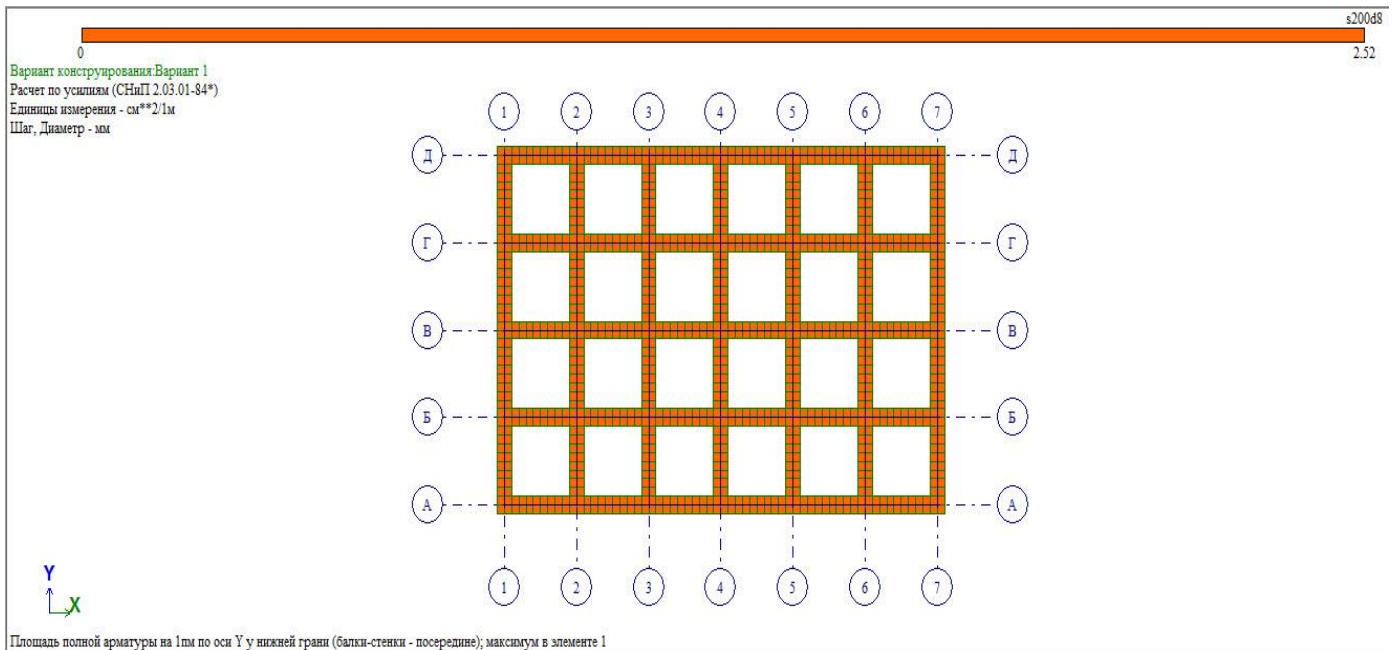 s200d8
0 2.52
Вариант конструирования:Вариант 1
Расчет по усилиям (СНиП 2.03.01-84*)
Единицы измерения - см**2/1м
Шаг, Диаметр - мм
1 2 3 4 5 6 7
Д Д
Г Г
В В
Б Б
А А
1 2 3 4 5 6 7
Y
X
Площадь полной арматуры на 1пм по оси Y у нижней грани (балки-стенки - посередине); максимум в элементе 1